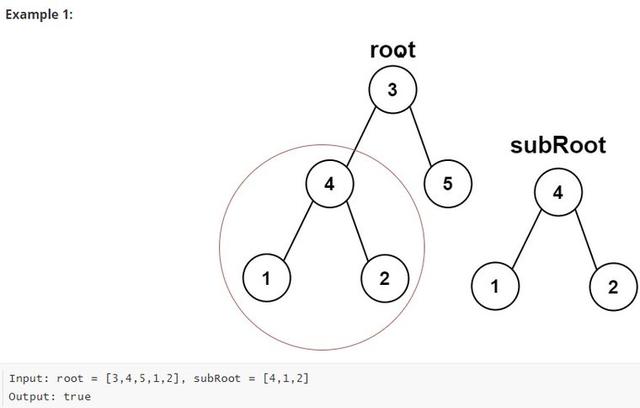 Example 1:
root
3
subRoot
4
5
4
1
2
1
2
Input: root = [3,4,5,1,2], subRoot = [4,1,2]
Output: true